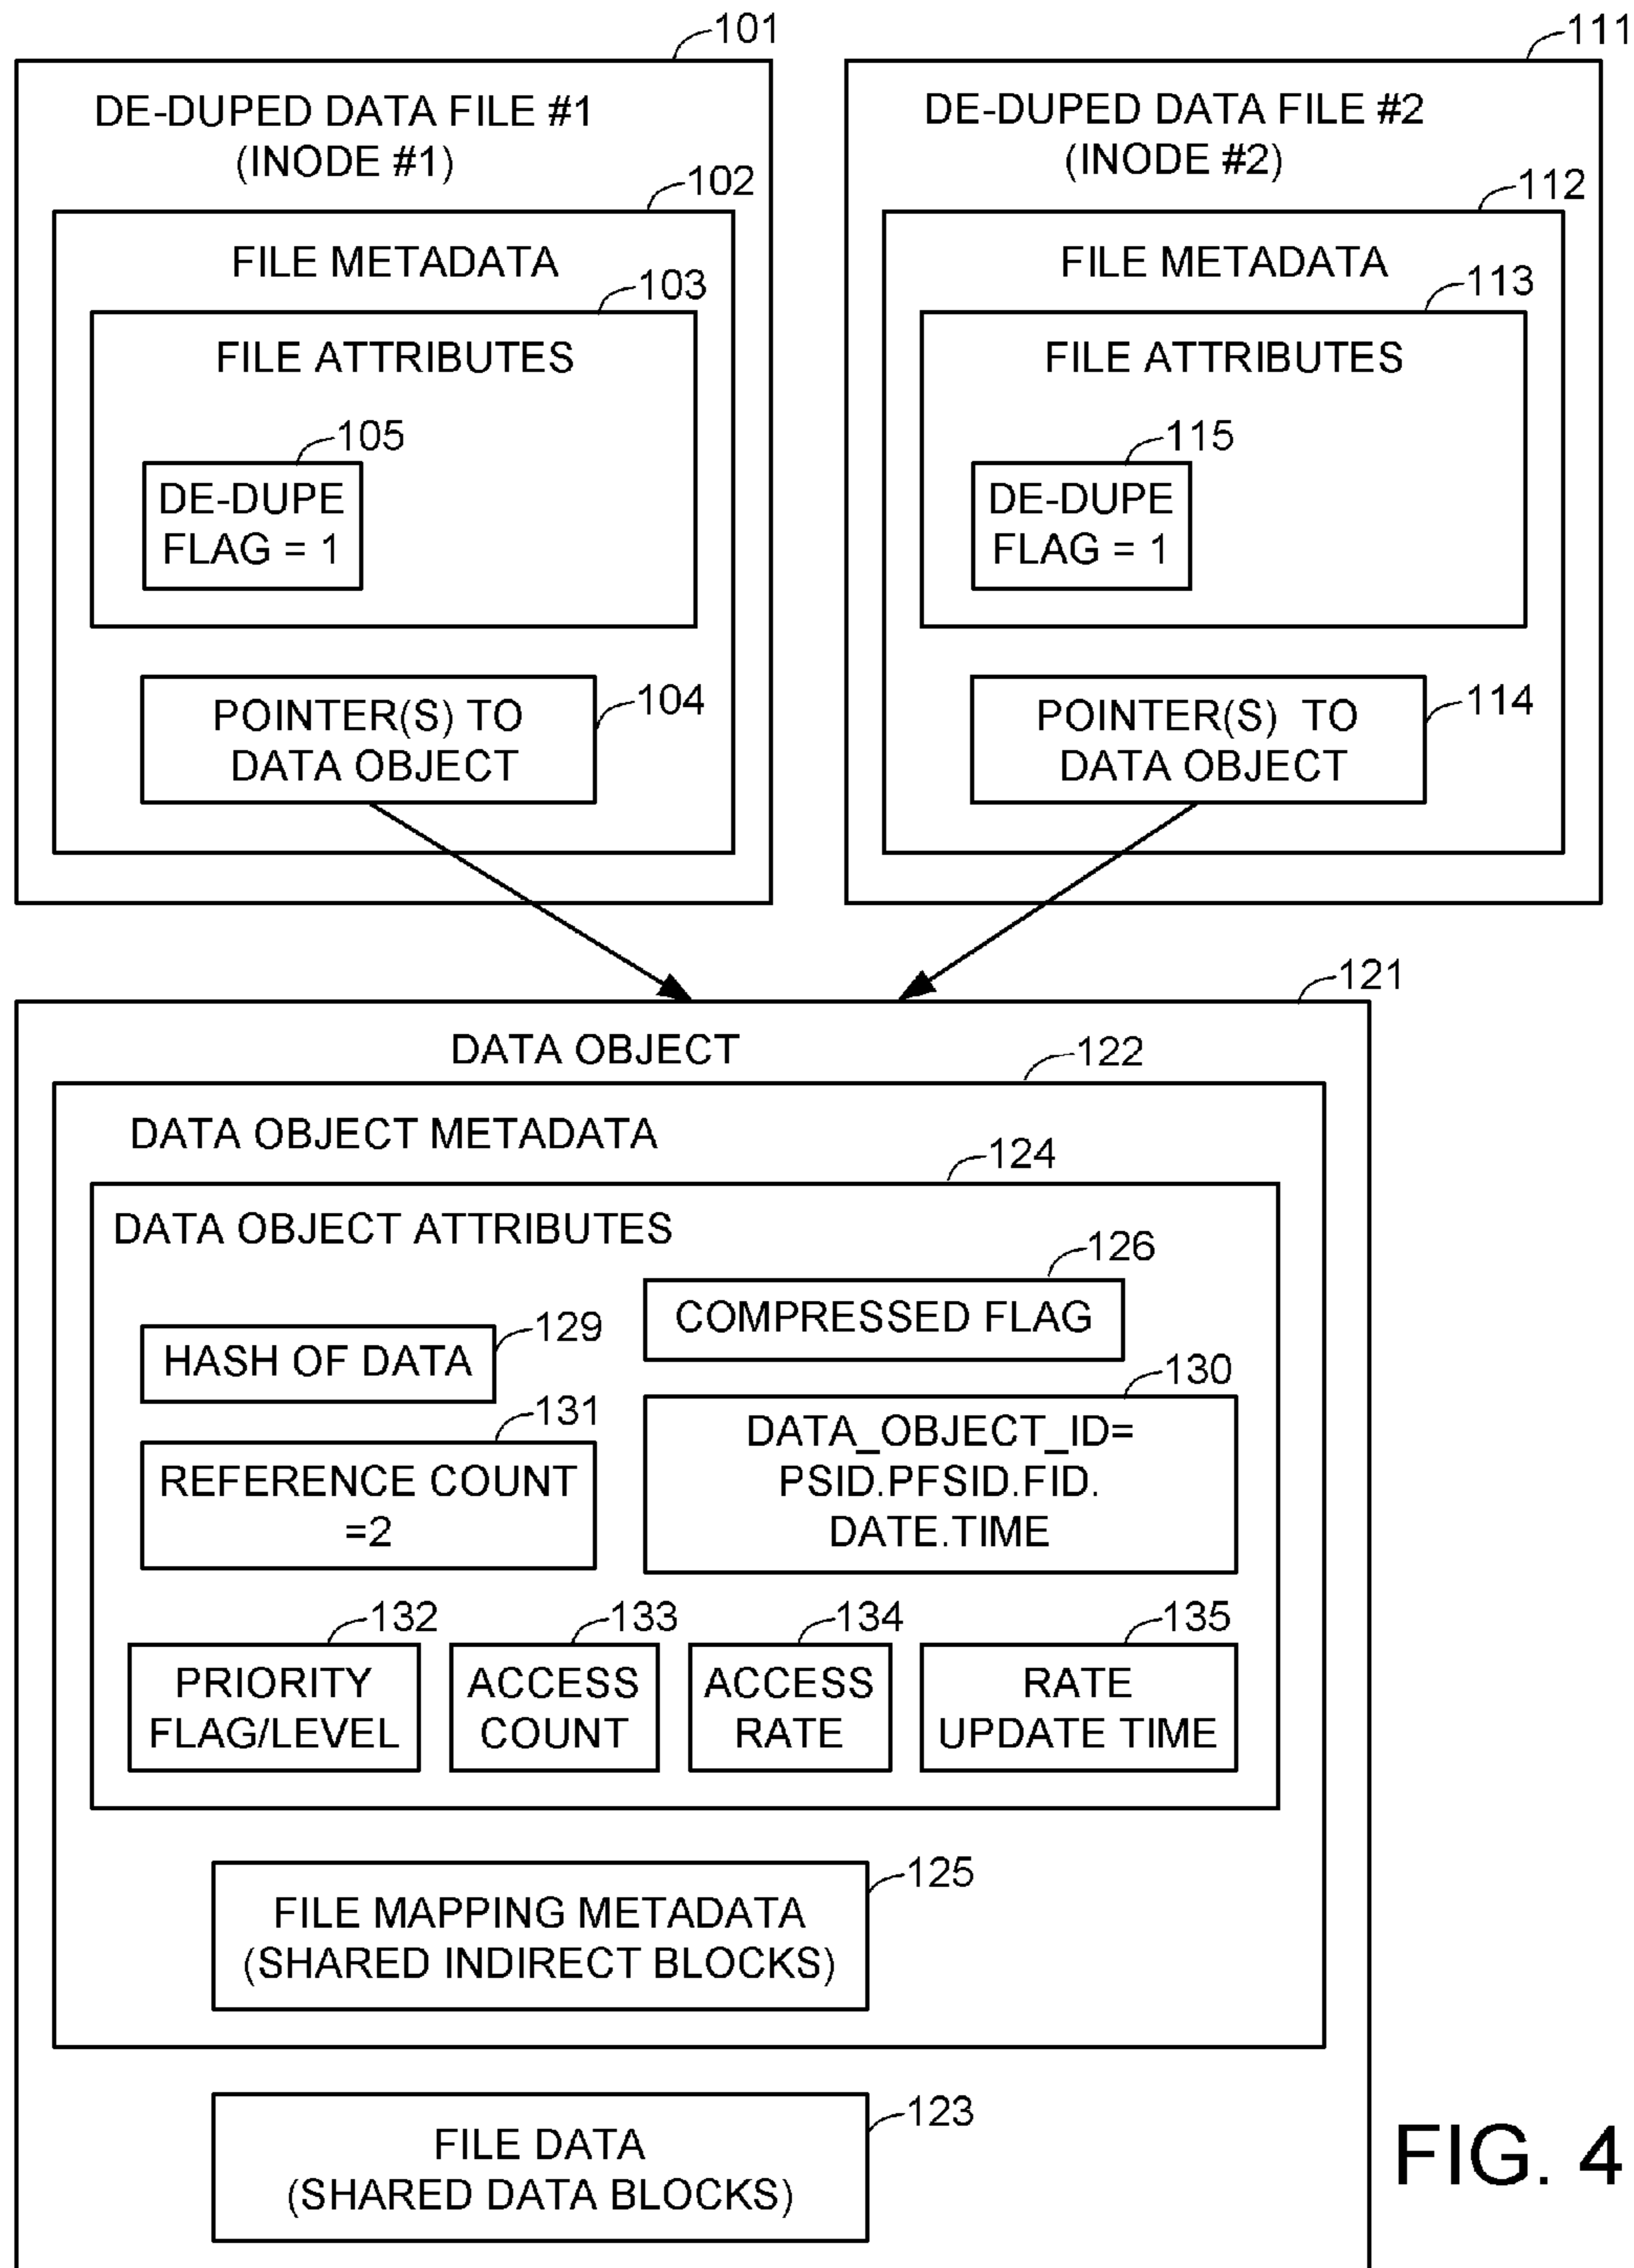 101
DE-DUPED DATA FILE #1
(INODE #1)
102
FILE METADATA
103
FILE ATTRIBUTES
105
DE-DUPE
FLAG = 1
POINTER(S) TO
DATA OBJECT
104
111
DE-DUPED DATA FILE #2
(INODE #2)
112
FILE METADATA
113
FILE ATTRIBUTES
115
DE-DUPE
FLAG = 1
POINTER(S) TO
DATA OBJECT
114
121
DATA OBJECT
122
DATA OBJECT METADATA
124
DATA OBJECT ATTRIBUTES
126
COMPRESSED FLAG
129
HASH OF DATA
130
DATA_OBJECT_ID=
PSID.PFSID.FID.
DATE.TIME
131
REFERENCE COUNT
=2
132
PRIORITY
FLAG/LEVEL
133
ACCESS
COUNT
134
ACCESS
RATE
135
RATE
UPDATE TIME
125
FILE MAPPING METADATA
(SHARED INDIRECT BLOCKS)
123
FILE DATA
(SHARED DATA BLOCKS)
FIG. 4